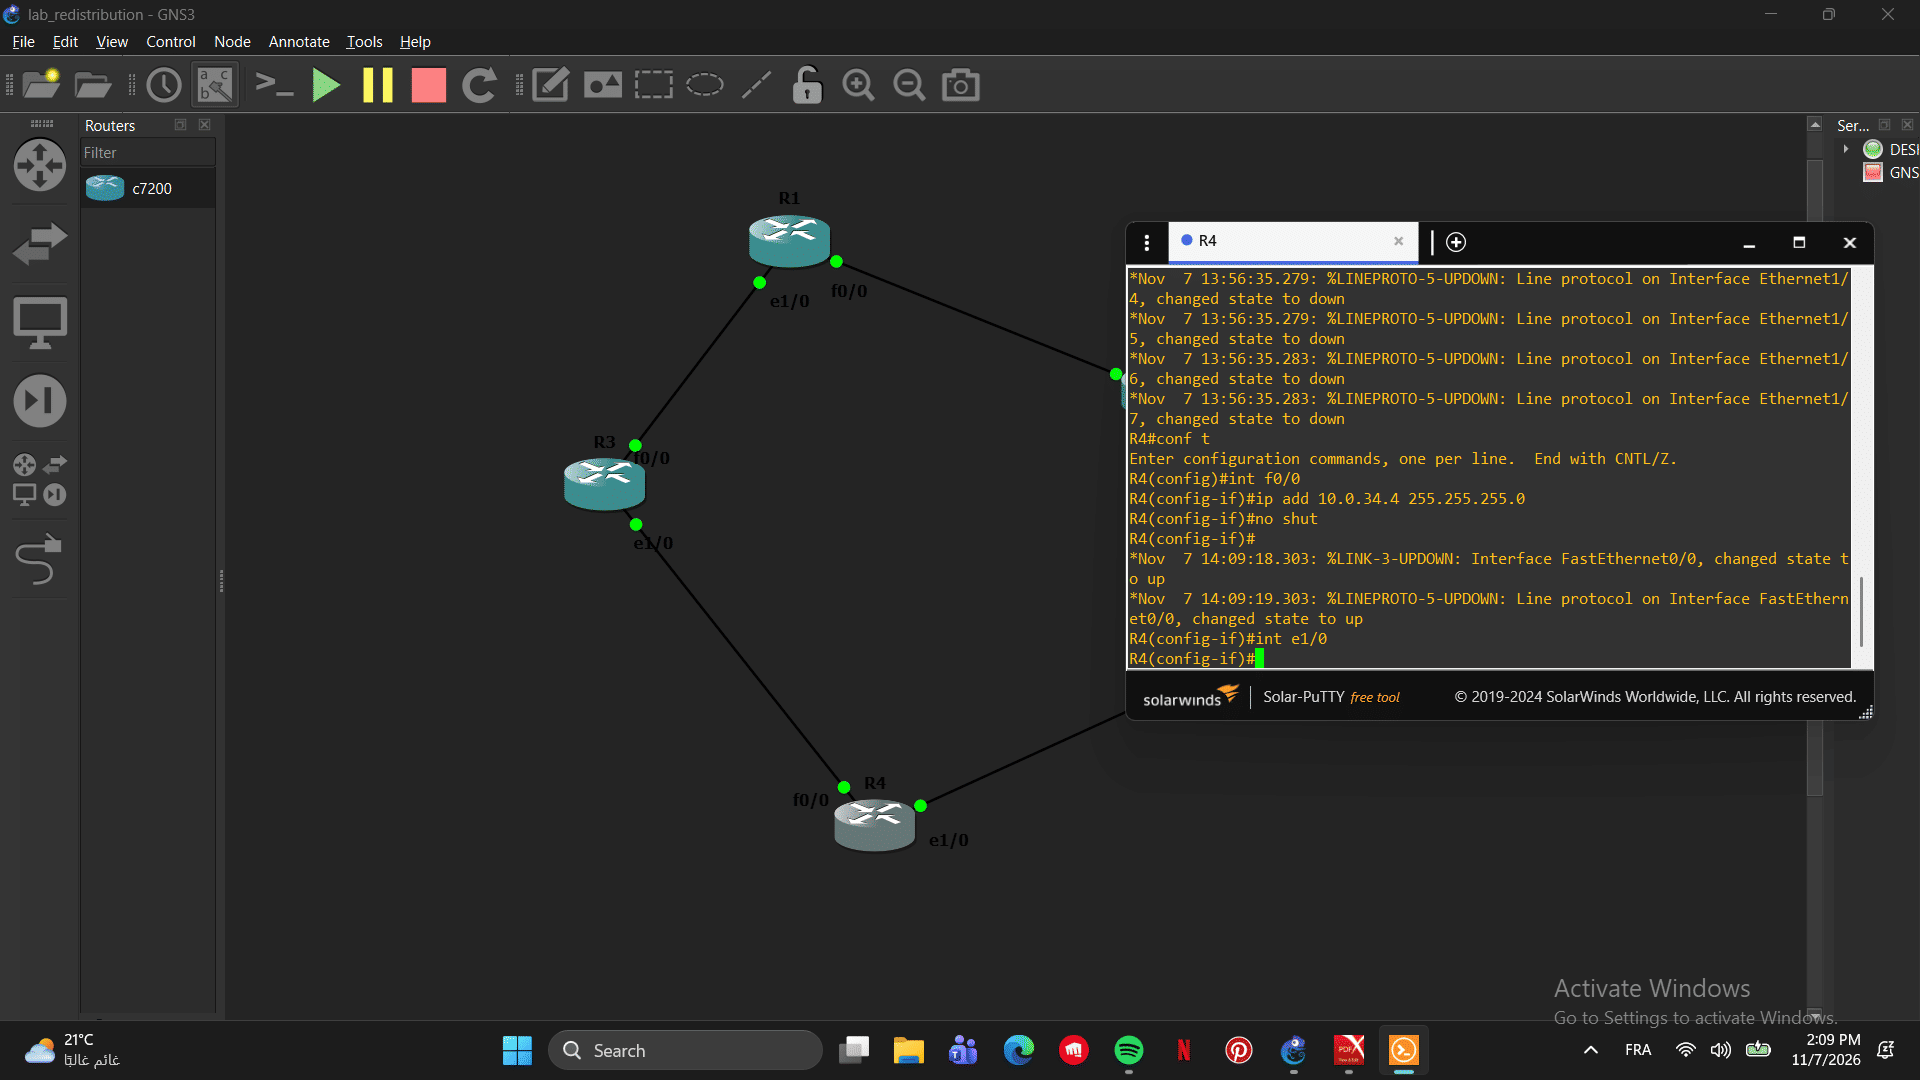 lab_redistribution - GNS3
File Edit View Control Node Annotate Tools Help
Routers
Filter
c7200
R1
e1/0
f0/0
R3
f0/0
e1/0
R4
f0/0
e1/0
Ser...
DESH
GNS
R4
*Nov  7 13:56:35.279: %LINEPROTO-5-UPDOWN: Line protocol on Interface Ethernet1/
4, changed state to down
*Nov  7 13:56:35.279: %LINEPROTO-5-UPDOWN: Line protocol on Interface Ethernet1/
5, changed state to down
*Nov  7 13:56:35.283: %LINEPROTO-5-UPDOWN: Line protocol on Interface Ethernet1/
6, changed state to down
*Nov  7 13:56:35.283: %LINEPROTO-5-UPDOWN: Line protocol on Interface Ethernet1/
7, changed state to down
R4#conf t
Enter configuration commands, one per line.  End with CNTL/Z.
R4(config)#int f0/0
R4(config-if)#ip add 10.0.34.4 255.255.255.0
R4(config-if)#no shut
R4(config-if)#
*Nov  7 14:09:18.303: %LINK-3-UPDOWN: Interface FastEthernet0/0, changed state t
o up
*Nov  7 14:09:19.303: %LINEPROTO-5-UPDOWN: Line protocol on Interface FastEthern
et0/0, changed state to up
R4(config-if)#int e1/0
R4(config-if)#
solarwinds
Solar-PuTTY free tool
© 2019-2024 SolarWinds Worldwide, LLC. All rights reserved.
Activate Windows
Go to Settings to activate Windows.
21°C
غائم غالبًا
Search
FRA
2:09 PM
11/7/2026